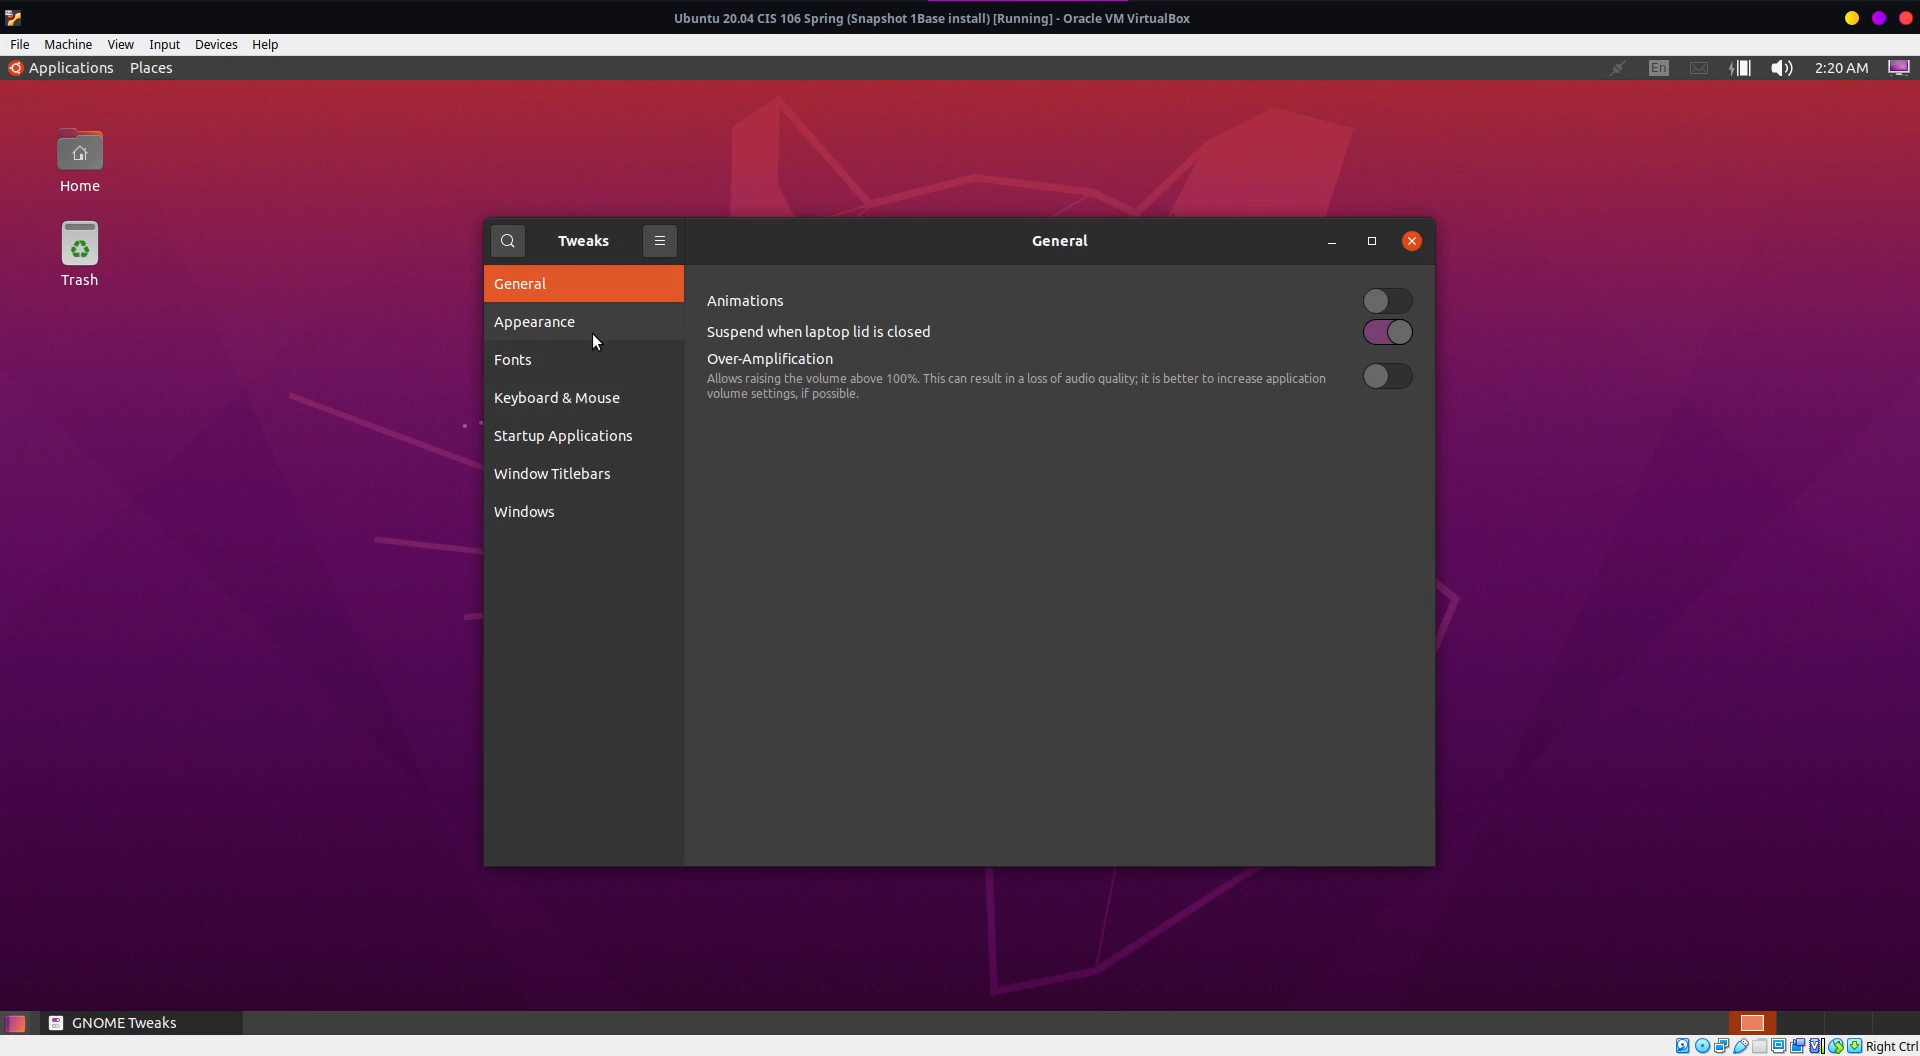 Ubuntu 20.04 CIS 106 Spring (Snapshot 1Base install) [Running] - Oracle VM VirtualBox
File Machine View Input Devices Help
Applications Places En 2:20 AM
Home
Trash
Tweaks General
General
Appearance
Fonts
Keyboard & Mouse
Startup Applications
Window Titlebars
Windows
Animations
Suspend when laptop lid is closed
Over-Amplification
Allows raising the volume above 100%. This can result in a loss of audio quality; it is better to increase application
volume settings, if possible.
GNOME Tweaks
Right Ctrl